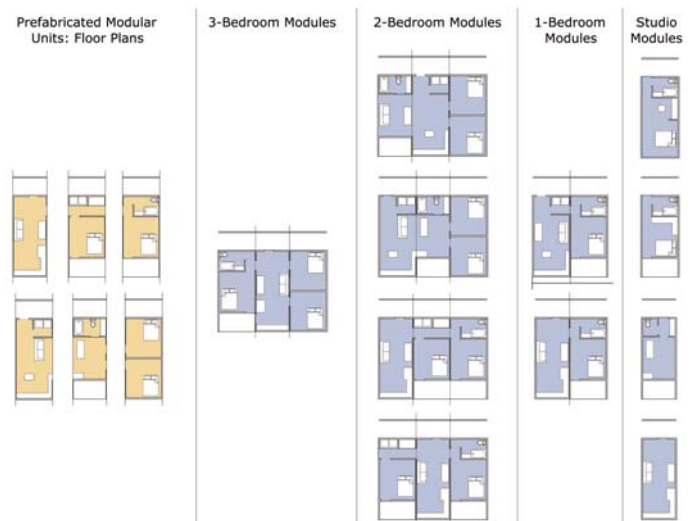 Prefabricated Modular
Units: Floor Plans
3-Bedroom Modules
2-Bedroom Modules
1-Bedroom
Modules
Studio
Modules